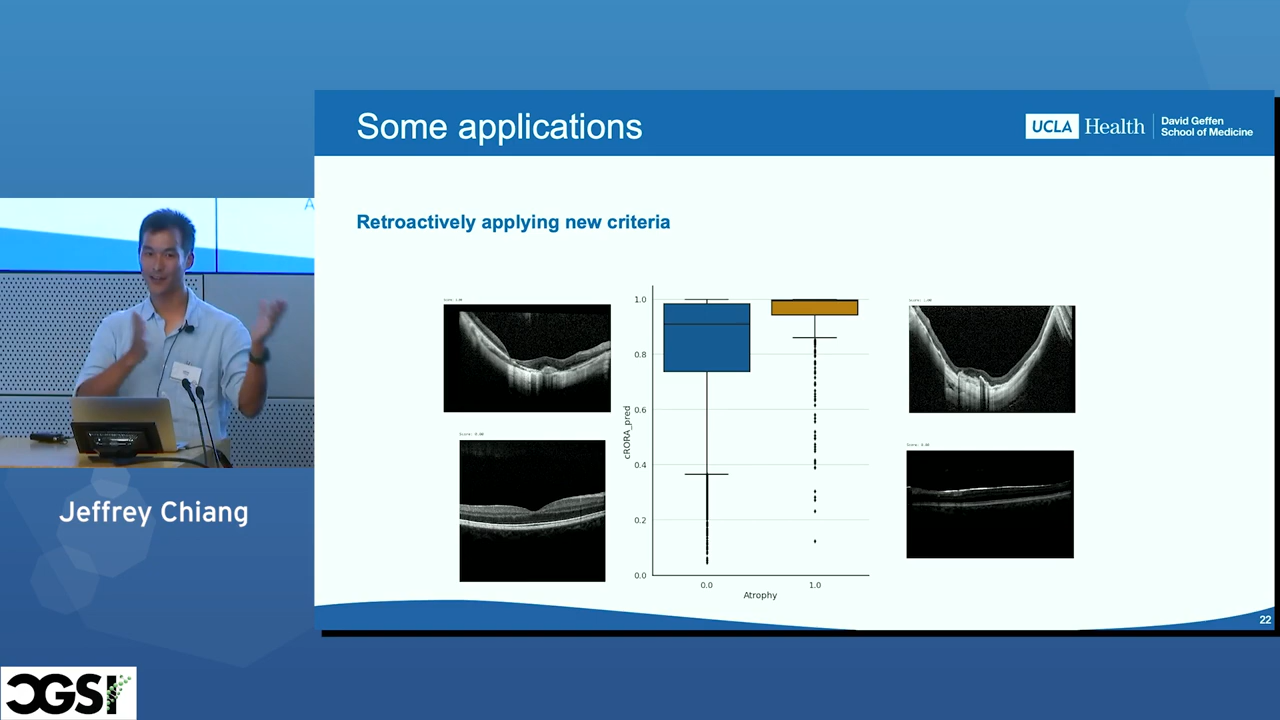 Some applications
UCLA Health
David Geffen
School of Medicine
Retroactively applying new criteria
1.0
0.8
0.6
0.4
0.2
0.0
cRORA_pred
0.0
1.0
Atrophy
22
Jeffrey Chiang
CGSI